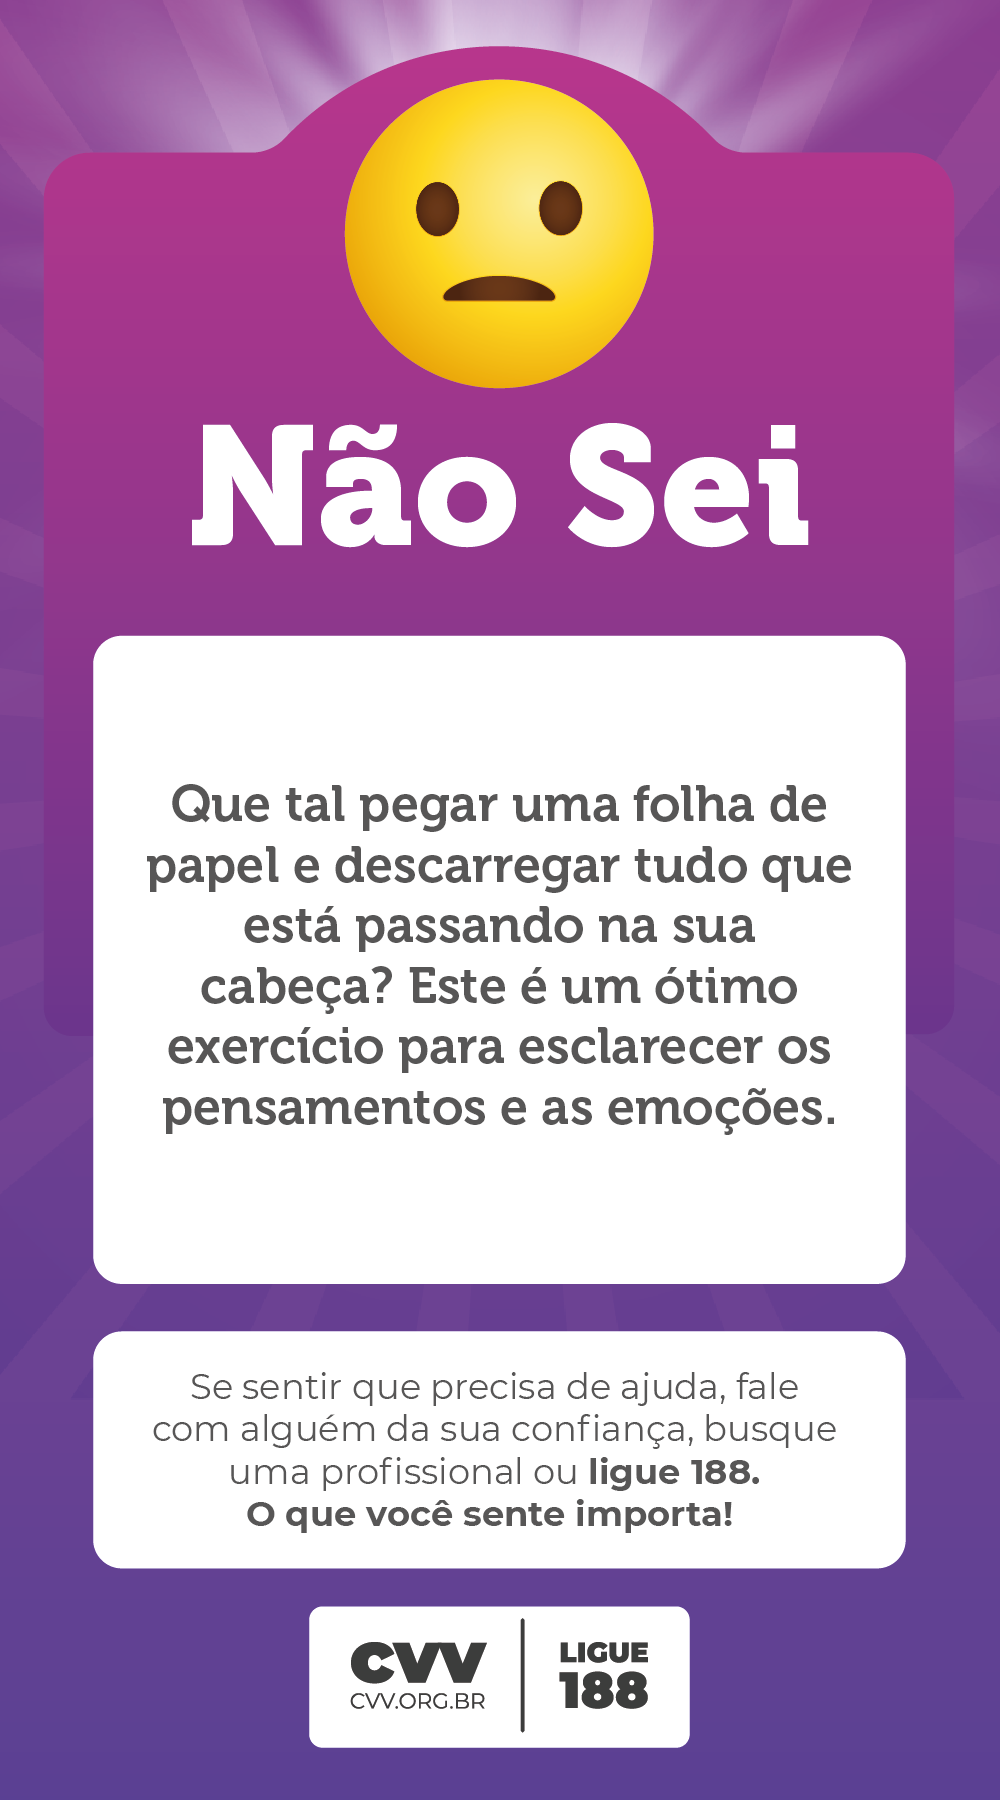 Não Sei
Que tal pegar uma folha de
papel e descarregar tudo que
está passando na sua
cabeça? Este é um ótimo
exercício para esclarecer os
pensamentos e as emoções.
Se sentir que precisa de ajuda, fale
com alguém da sua confiança, busque
uma profissional ou ligue 188.
O que você sente importa!
CVV
CVV.ORG.BR
LIGUE
188